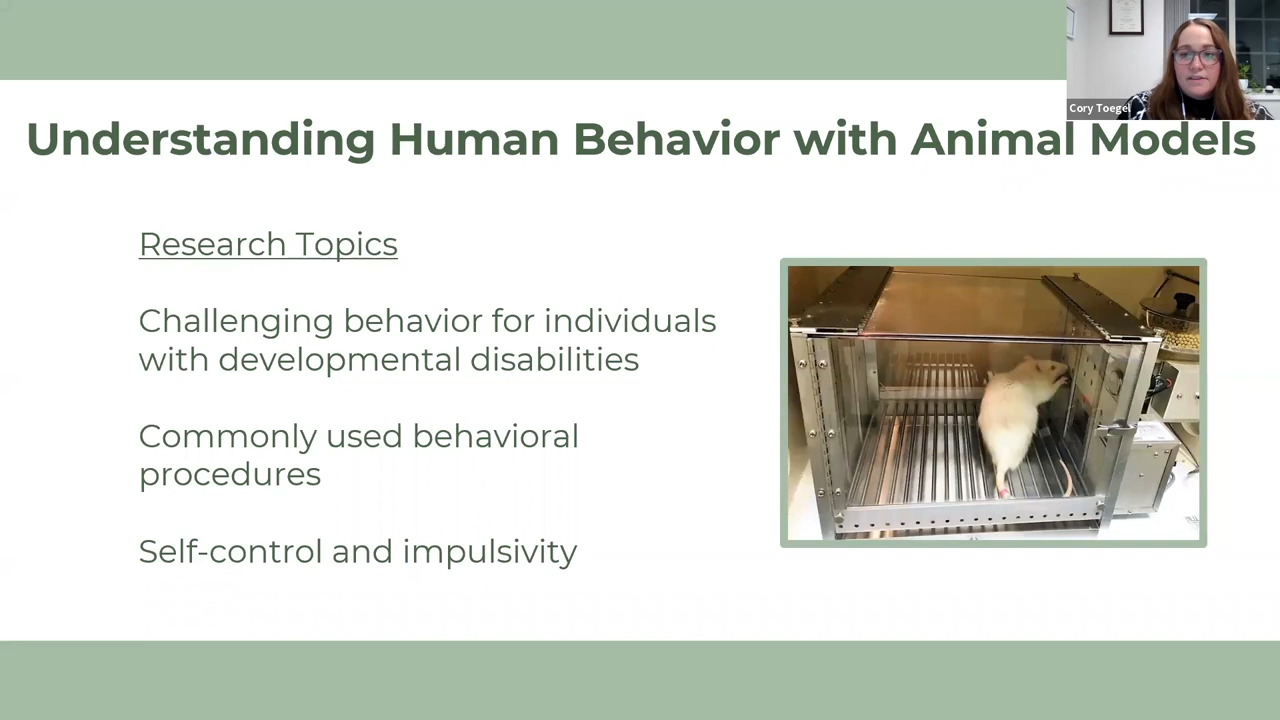 Cory Toegel
Understanding Human Behavior with Animal Models
Research Topics
Challenging behavior for individuals
with developmental disabilities
Commonly used behavioral
procedures
Self-control and impulsivity